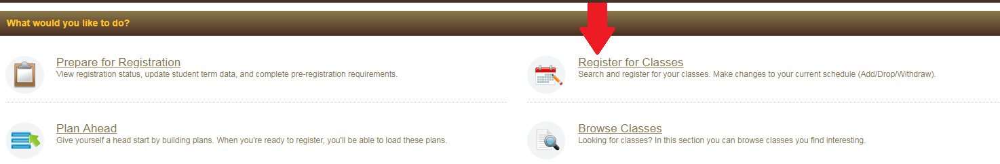 What would you like to do?
Prepare for Registration
View registration status, update student term data, and complete pre-registration requirements.
Register for Classes
Search and register for your classes. Make changes to your current schedule (Add/Drop/Withdraw).
Plan Ahead
Give yourself a head start by building plans. When you're ready to register, you'll be able to load these plans.
Browse Classes
Looking for classes? In this section you can browse classes you find interesting.